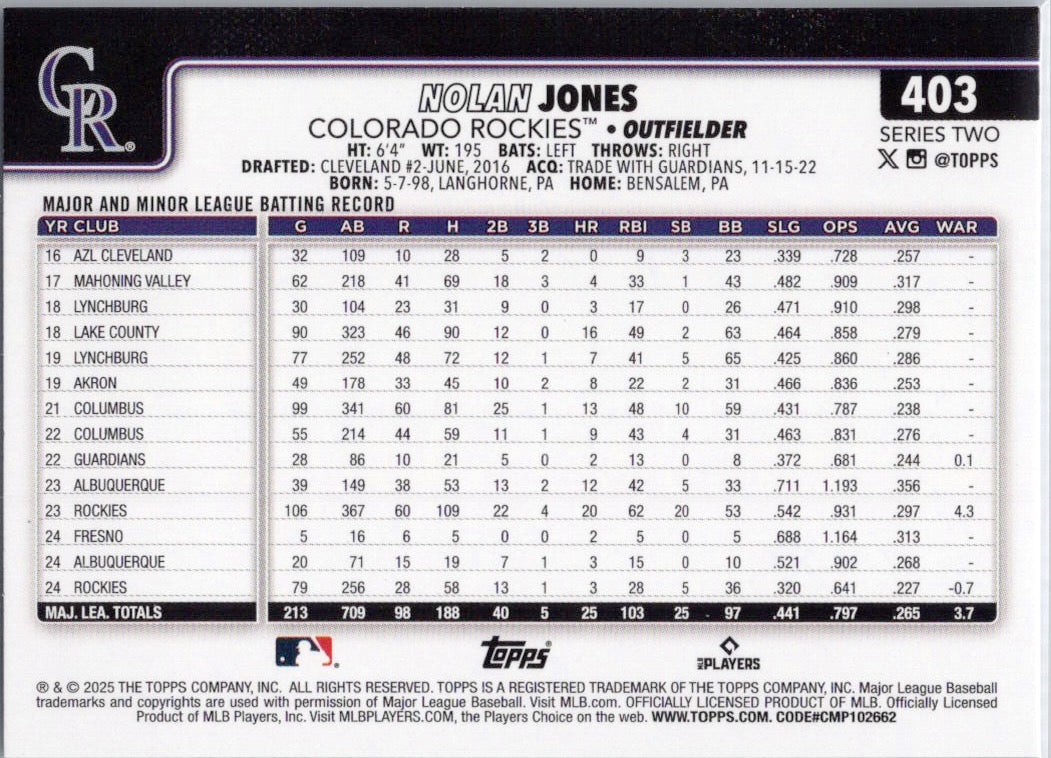 CR®
NOLAN JONES
403
COLORADO ROCKIES™ • OUTFIELDER
SERIES TWO
HT: 6'4" WT: 195 BATS: LEFT THROWS: RIGHT
X @TOPPS
DRAFTED: CLEVELAND #2-JUNE, 2016 ACQ: TRADE WITH GUARDIANS, 11-15-22
BORN: 5-7-98, LANGHORNE, PA HOME: BENSALEM, PA
MAJOR AND MINOR LEAGUE BATTING RECORD
YR CLUB G AB R H 2B 3B HR RBI SB BB SLG OPS AVG WAR
16 AZL CLEVELAND 32 109 10 28 5 2 0 9 3 23 .339 .728 .257 -
17 MAHONING VALLEY 62 218 41 69 18 3 4 33 1 43 .482 .909 .317 -
18 LYNCHBURG 30 104 23 31 9 0 3 17 0 26 .471 .910 .298 -
18 LAKE COUNTY 90 323 46 90 12 0 16 49 2 63 .464 .858 .279 -
19 LYNCHBURG 77 252 48 72 12 1 7 41 5 65 .425 .860 .286 -
19 AKRON 49 178 33 45 10 2 8 22 2 31 .466 .836 .253 -
21 COLUMBUS 99 341 60 81 25 1 13 48 10 59 .431 .787 .238 -
22 COLUMBUS 55 214 44 59 11 1 9 43 4 31 .463 .831 .276 -
22 GUARDIANS 28 86 10 21 5 0 2 13 0 8 .372 .681 .244 0.1
23 ALBUQUERQUE 39 149 38 53 13 2 12 42 5 33 .711 1.193 .356 -
23 ROCKIES 106 367 60 109 22 4 20 62 20 53 .542 .931 .297 4.3
24 FRESNO 5 16 6 5 0 0 2 5 0 5 .688 1.164 .313 -
24 ALBUQUERQUE 20 71 15 19 7 1 3 15 0 10 .521 .902 .268 -
24 ROCKIES 79 256 28 58 13 1 3 28 5 36 .320 .641 .227 -0.7
MAJ. LEA. TOTALS 213 709 98 188 40 5 25 103 25 97 .441 .797 .265 3.7
Topps® MLB PLAYERS
® & © 2025 THE TOPPS COMPANY, INC. ALL RIGHTS RESERVED. TOPPS IS A REGISTERED TRADEMARK OF THE TOPPS COMPANY, INC. Major League Baseball
trademarks and copyrights are used with permission of Major League Baseball. Visit MLB.com. OFFICIALLY LICENSED PRODUCT OF MLB. Officially Licensed
Product of MLB Players, Inc. Visit MLBPLAYERS.COM, the Players Choice on the web. WWW.TOPPS.COM. CODE#CMP102662